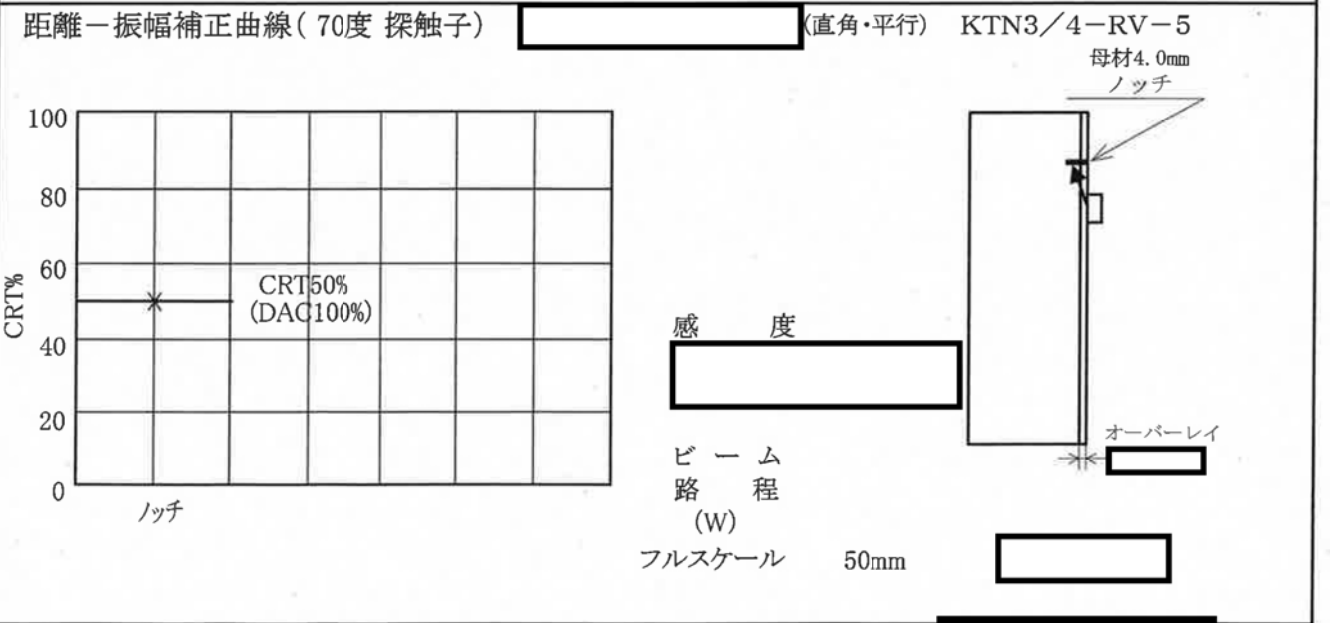 距離－振幅補正曲線( 70度 探触子)
(直角・平行)　KTN3／4－RV－5
母材4.0mm
ノッチ
100
80
60
40
20
0
CRT%
CRT50%
(DAC100%)
ノッチ
感　度
オーバーレイ
ビーム
路　程
(W)
フルスケール　50mm